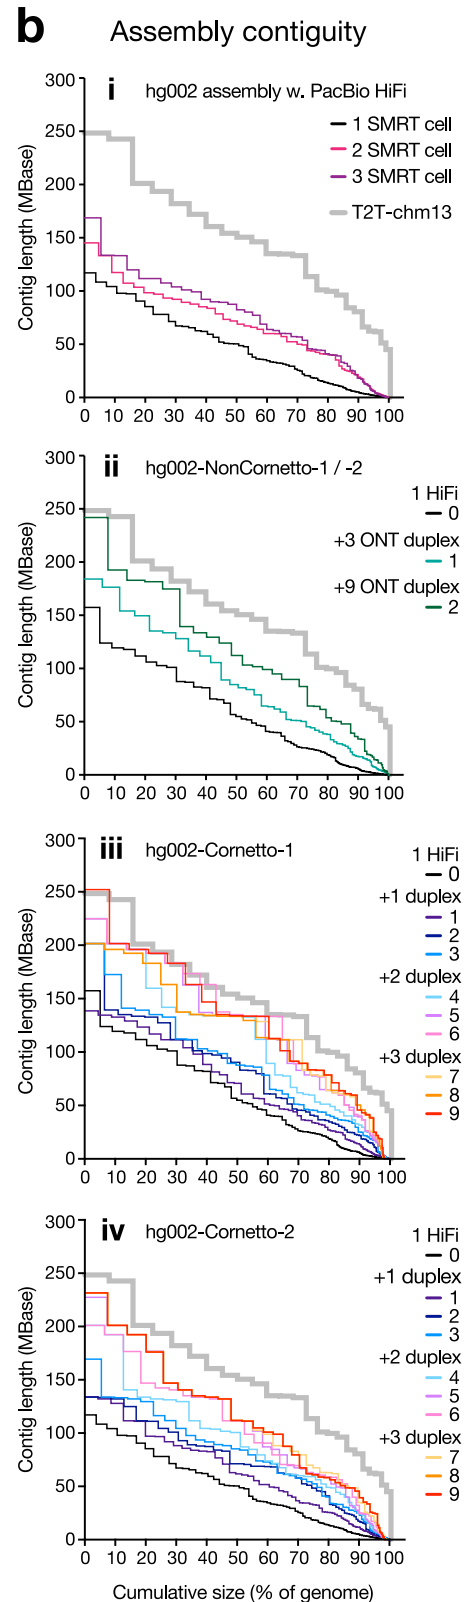 b Assembly contiguity
i hg002 assembly w. PacBio HiFi
1 SMRT cell
2 SMRT cell
3 SMRT cell
T2T-chm13
Contig length (MBase)
300
250
200
150
100
50
0
0 10 20 30 40 50 60 70 80 90 100
ii hg002-NonCornetto-1 / -2
1 HiFi
0
+3 ONT duplex
1
+9 ONT duplex
2
Contig length (MBase)
300
250
200
150
100
50
0
0 10 20 30 40 50 60 70 80 90 100
iii hg002-Cornetto-1
1 HiFi
0
+1 duplex
1
2
3
+2 duplex
4
5
6
+3 duplex
7
8
9
Contig length (MBase)
300
250
200
150
100
50
0
0 10 20 30 40 50 60 70 80 90 100
iv hg002-Cornetto-2
1 HiFi
0
+1 duplex
1
2
3
+2 duplex
4
5
6
+3 duplex
7
8
9
Contig length (MBase)
300
250
200
150
100
50
0
0 10 20 30 40 50 60 70 80 90 100
Cumulative size (% of genome)